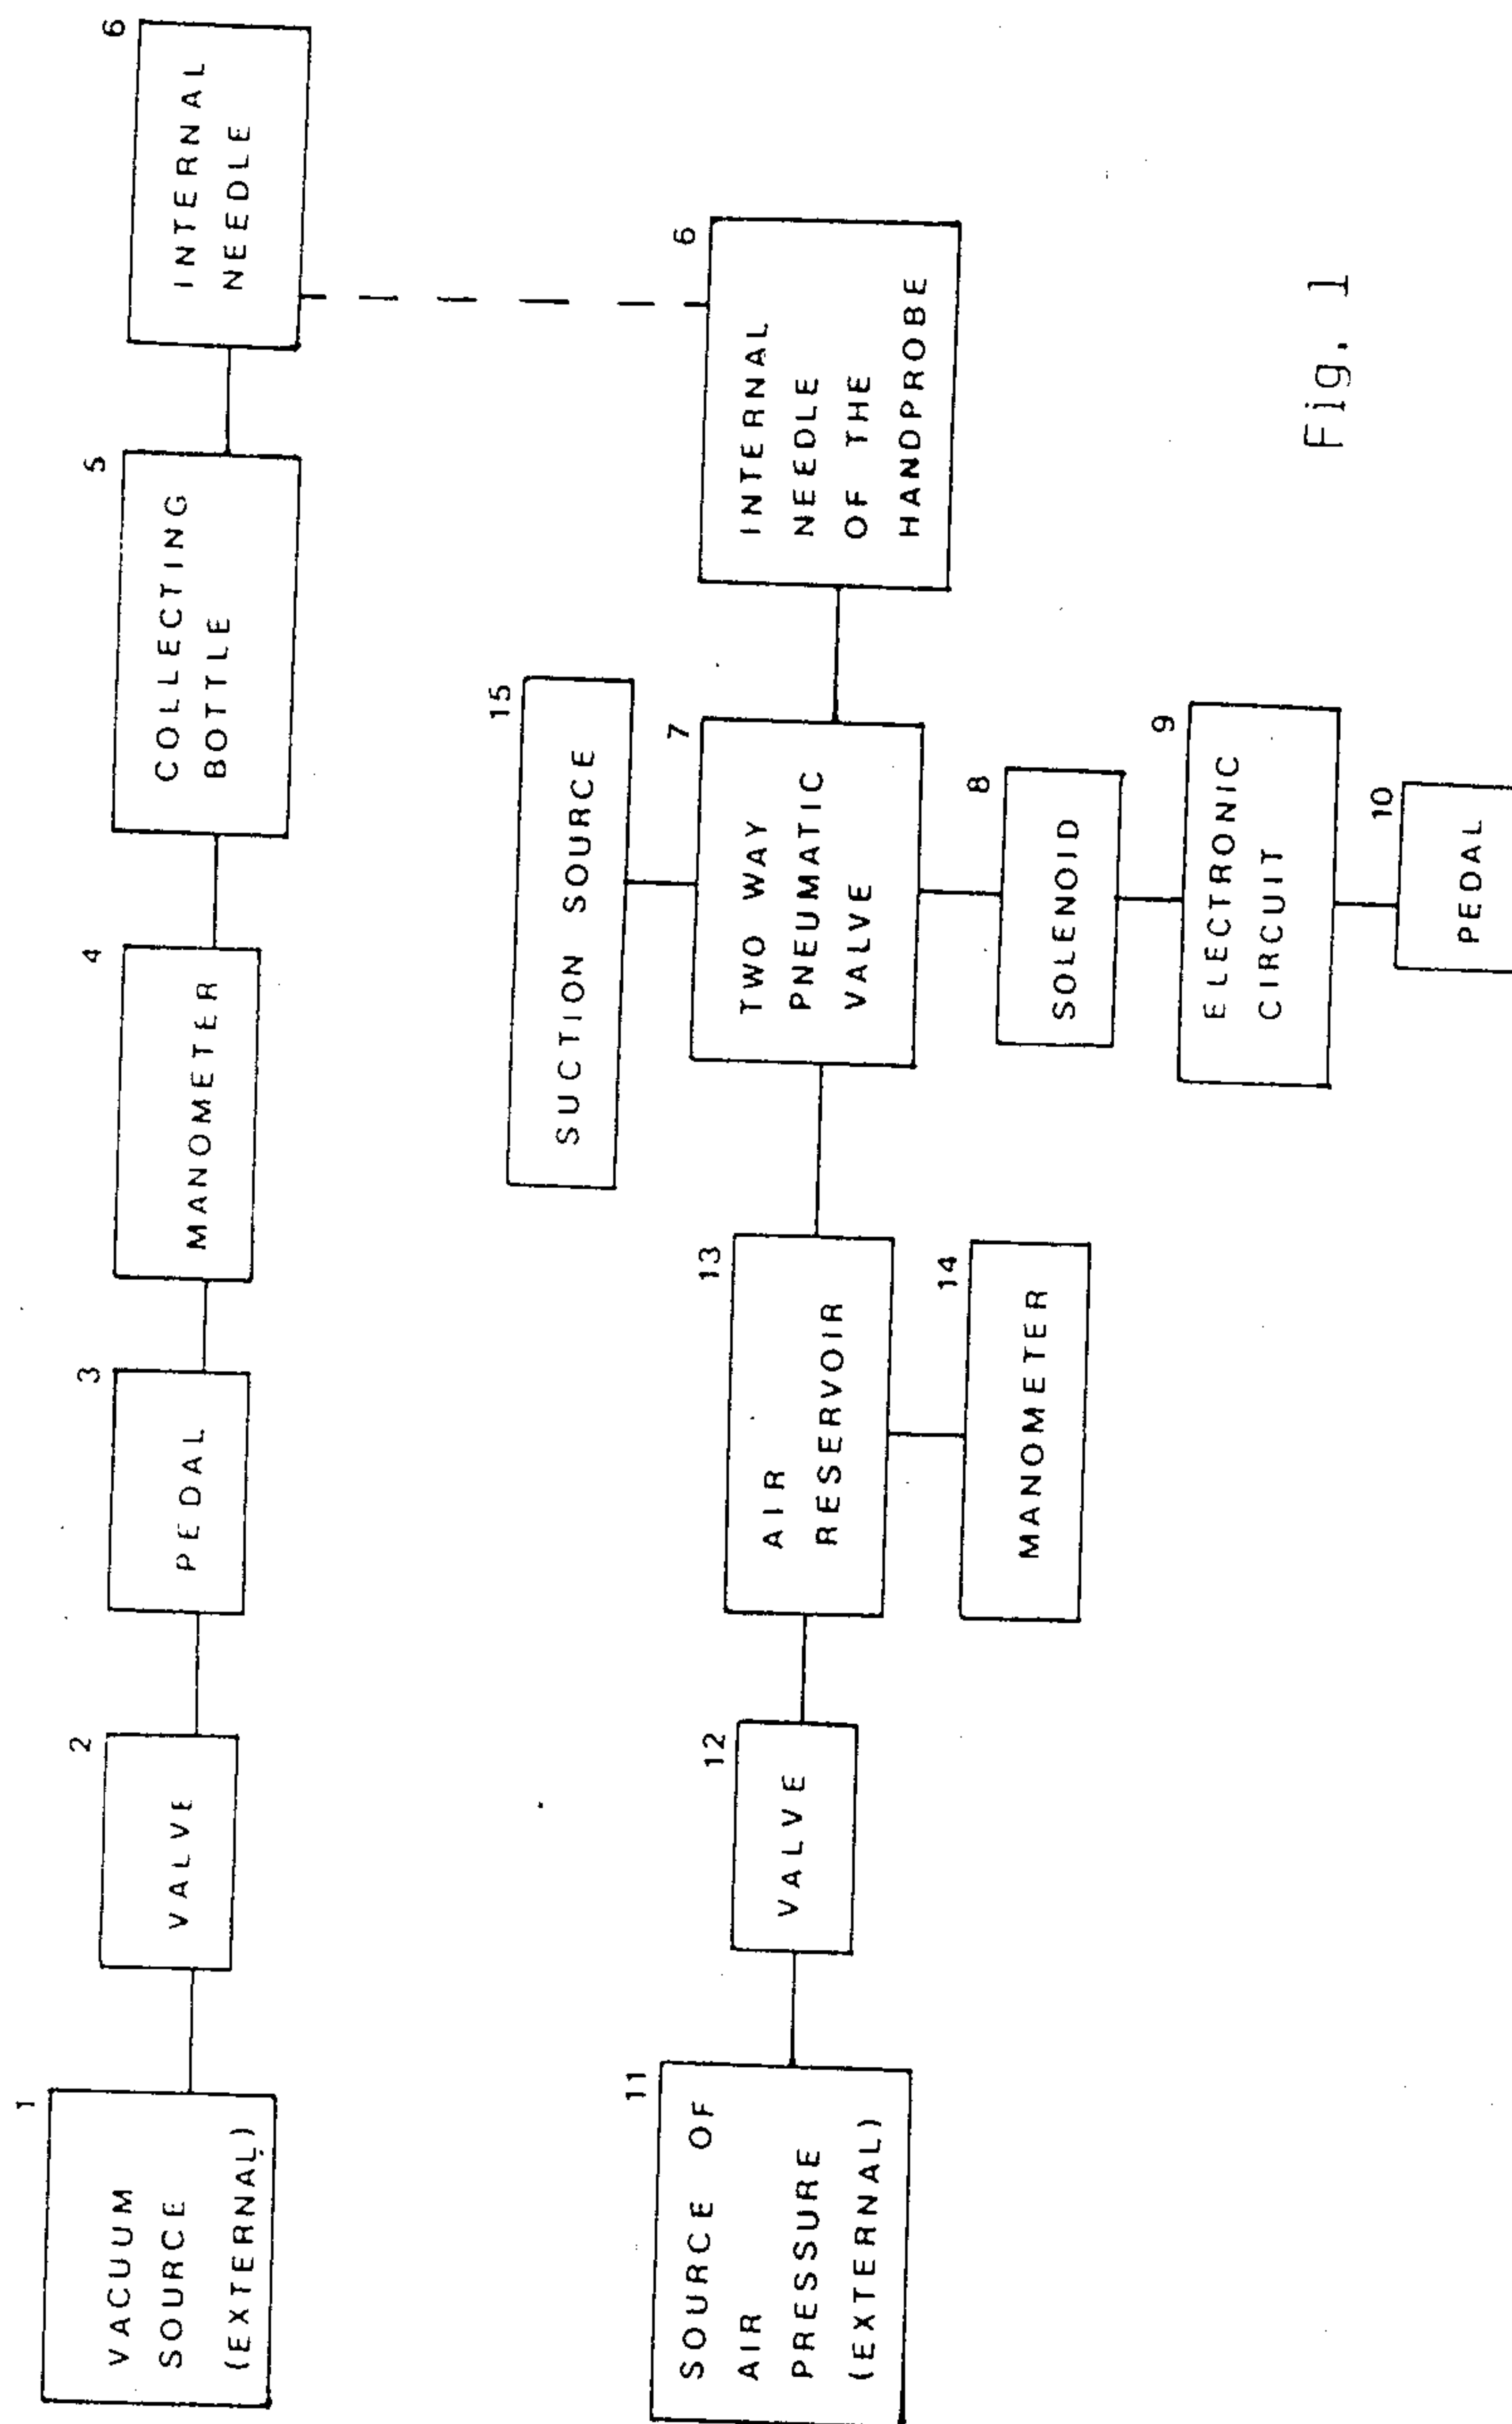 1
VACUUM
SOURCE
(EXTERNAL)
2
VALVE
3
PEDAL
4
MANOMETER
5
COLLECTING
BOTTLE
6
INTERNAL
NEEDLE
11
SOURCE OF
AIR
PRESSURE
(EXTERNAL)
12
VALVE
13
AIR
RESERVOIR
14
MANOMETER
15
SUCTION SOURCE
7
TWO WAY
PNEUMATIC
VALVE
6
INTERNAL
NEEDLE
OF THE
HANDPROBE
8
SOLENOID
9
ELECTRONIC
CIRCUIT
10
PEDAL
Fig. 1